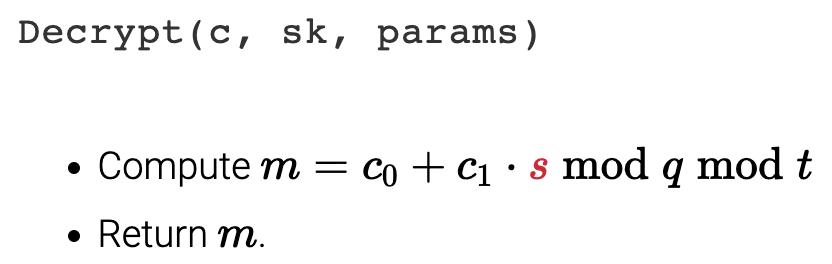 Decrypt(c, sk, params)
• Compute m = c₀ + c₁ · s mod q mod t
• Return m.